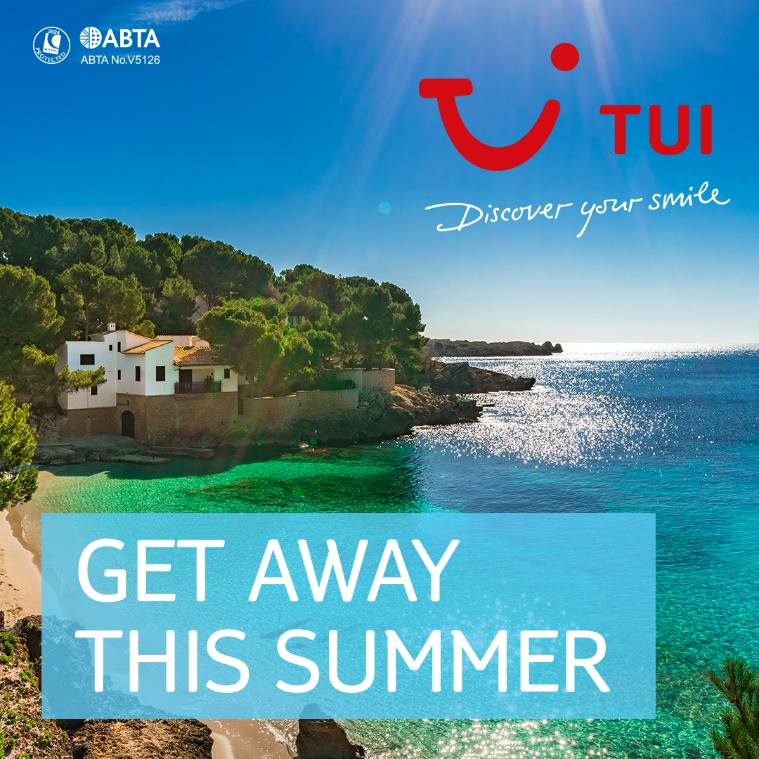 ABTA
ABTA No.V5126
TUI
Discover your smile
GET AWAY
THIS SUMMER